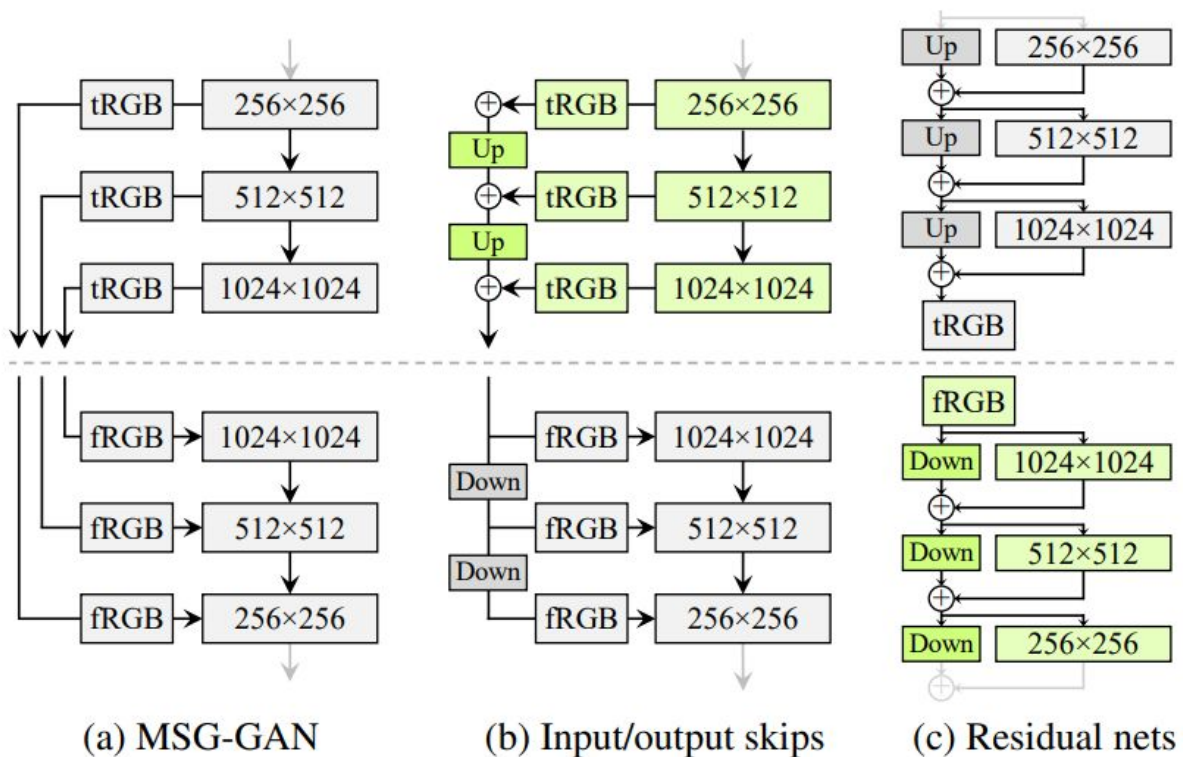 tRGB 256×256
tRGB 512×512
tRGB 1024×1024
fRGB 1024×1024
fRGB 512×512
fRGB 256×256
(a) MSG-GAN
tRGB 256×256
Up
tRGB 512×512
Up
tRGB 1024×1024
fRGB 1024×1024
Down
fRGB 512×512
Down
fRGB 256×256
(b) Input/output skips
Up 256×256
+
Up 512×512
+
Up 1024×1024
+
tRGB
fRGB
Down 1024×1024
+
Down 512×512
+
Down 256×256
+
(c) Residual nets